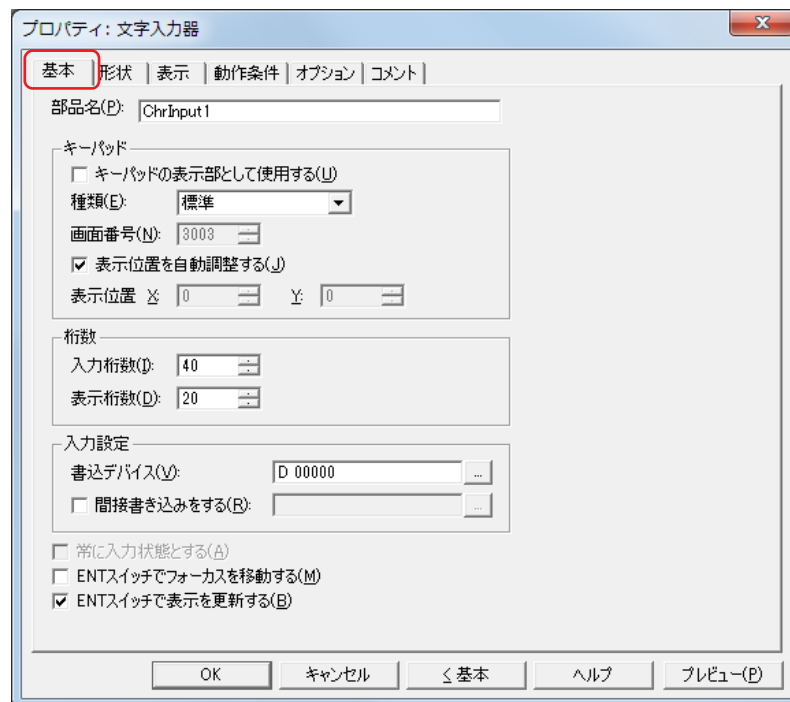 プロパティ：文字入力器
基本 形状 表示 動作条件 オプション コメント
部品名(P): ChrInput1
キーパッド
キーパッドの表示部として使用する(U)
種類(E): 標準
画面番号(N): 3003
表示位置を自動調整する(J)
表示位置 X: 0 Y: 0
桁数
入力桁数(I): 40
表示桁数(D): 20
入力設定
書込デバイス(V): D 00000 ...
間接書き込みをする(R): ...
常に入力状態とする(A)
ENTスイッチでフォーカスを移動する(M)
ENTスイッチで表示を更新する(B)
OK キャンセル < 基本 ヘルプ プレビュー(P)